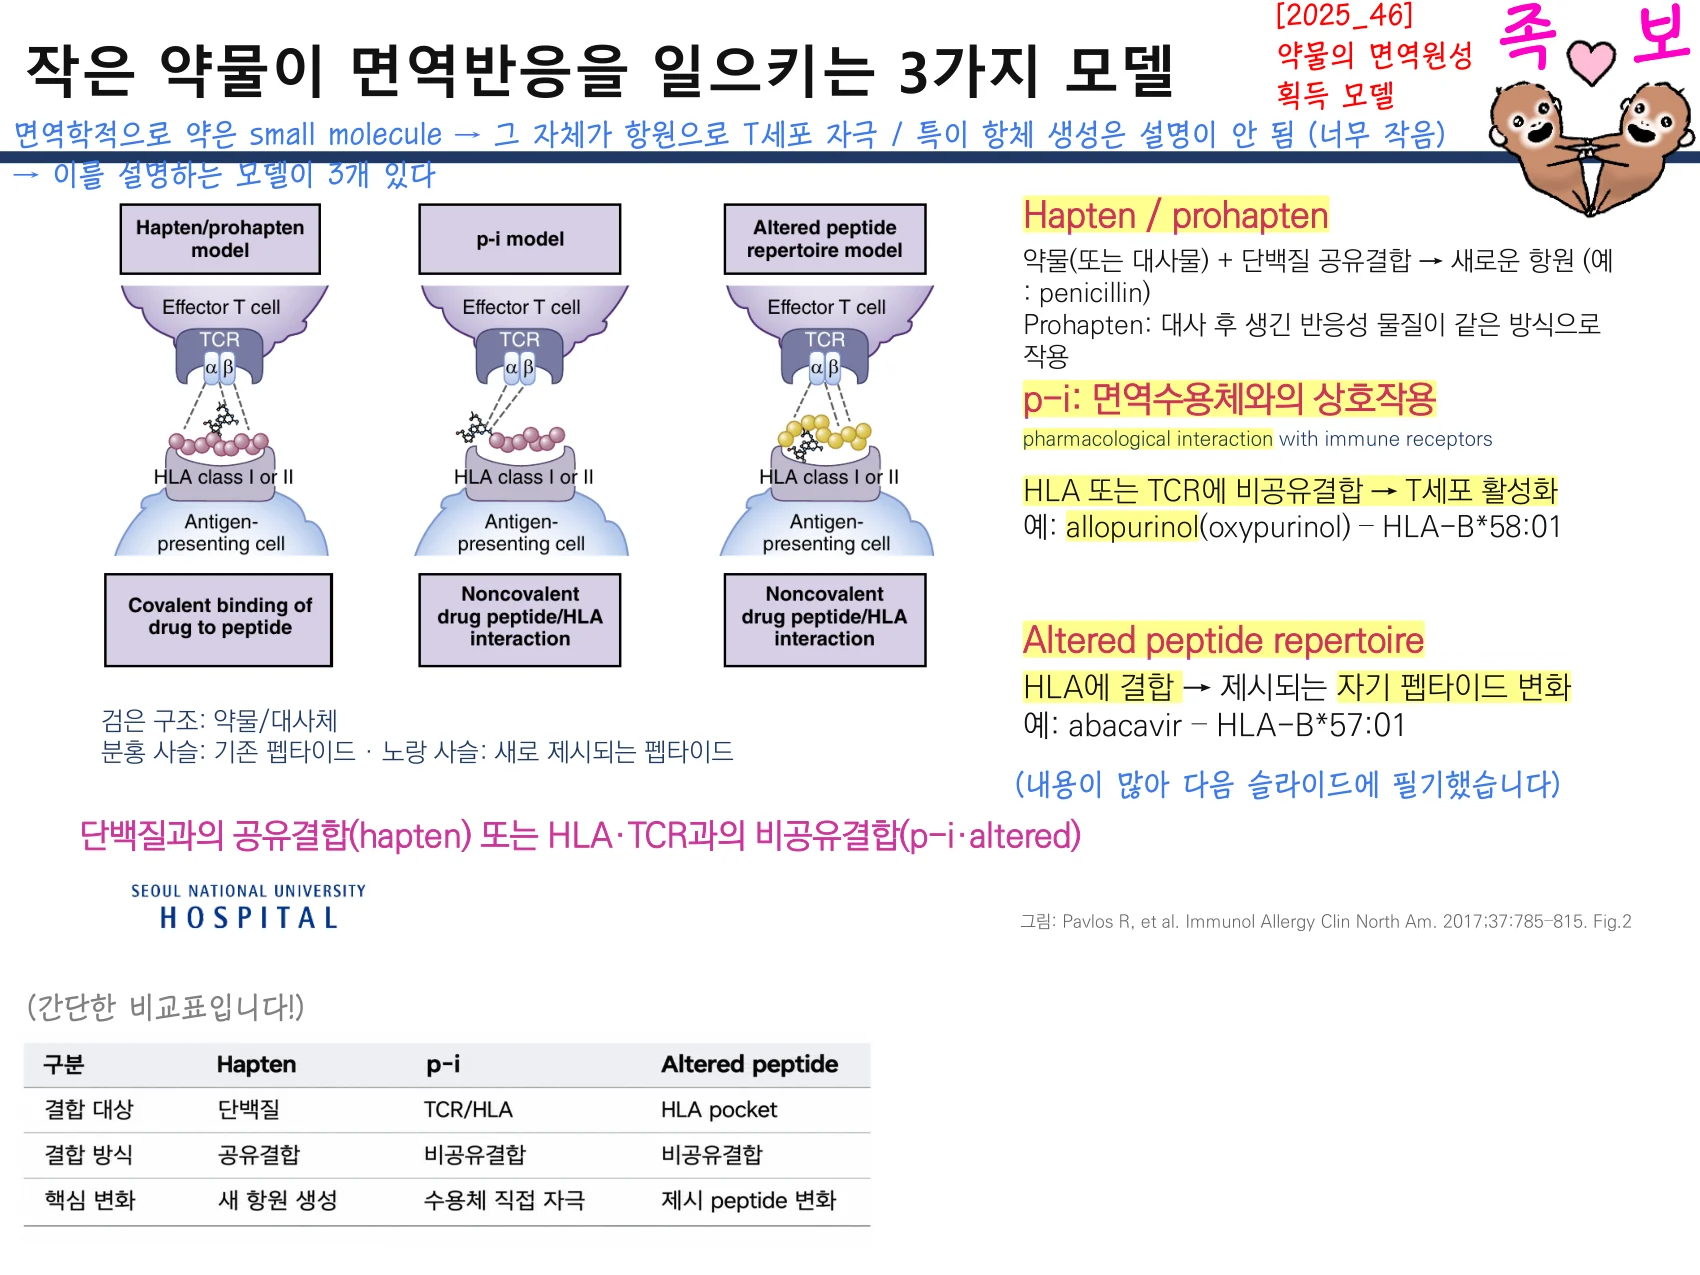 [2025_46]
약물의 면역원성
획득 모델
족 보
작은 약물이 면역반응을 일으키는 3가지 모델
면역학적으로 약은 small molecule → 그 자체가 항원으로 T세포 자극 / 특이 항체 생성은 설명이 안 됨 (너무 작음)
→ 이를 설명하는 모델이 3개 있다
Hapten/prohapten
model
Effector T cell
TCR
α β
HLA class I or II
Antigen-
presenting cell
Covalent binding of
drug to peptide
p-i model
Effector T cell
TCR
α β
HLA class I or II
Antigen-
presenting cell
Noncovalent
drug peptide/HLA
interaction
Altered peptide
repertoire model
Effector T cell
TCR
α β
HLA class I or II
Antigen-
presenting cell
Noncovalent
drug peptide/HLA
interaction
검은 구조: 약물/대사체
분홍 사슬: 기존 펩타이드 · 노랑 사슬: 새로 제시되는 펩타이드
Hapten / prohapten
약물(또는 대사물) + 단백질 공유결합 → 새로운 항원 (예
: penicillin)
Prohapten: 대사 후 생긴 반응성 물질이 같은 방식으로
작용
p-i: 면역수용체와의 상호작용
pharmacological interaction with immune receptors
HLA 또는 TCR에 비공유결합 → T세포 활성화
예: allopurinol(oxypurinol) – HLA-B*58:01
Altered peptide repertoire
HLA에 결합 → 제시되는 자기 펩타이드 변화
예: abacavir – HLA-B*57:01
(내용이 많아 다음 슬라이드에 필기했습니다)
단백질과의 공유결합(hapten) 또는 HLA·TCR과의 비공유결합(p-i·altered)
SEOUL NATIONAL UNIVERSITY
HOSPITAL
그림: Pavlos R, et al. Immunol Allergy Clin North Am. 2017;37:785–815. Fig.2
(간단한 비교표입니다!)
구분 Hapten p-i Altered peptide
결합 대상 단백질 TCR/HLA HLA pocket
결합 방식 공유결합 비공유결합 비공유결합
핵심 변화 새 항원 생성 수용체 직접 자극 제시 peptide 변화